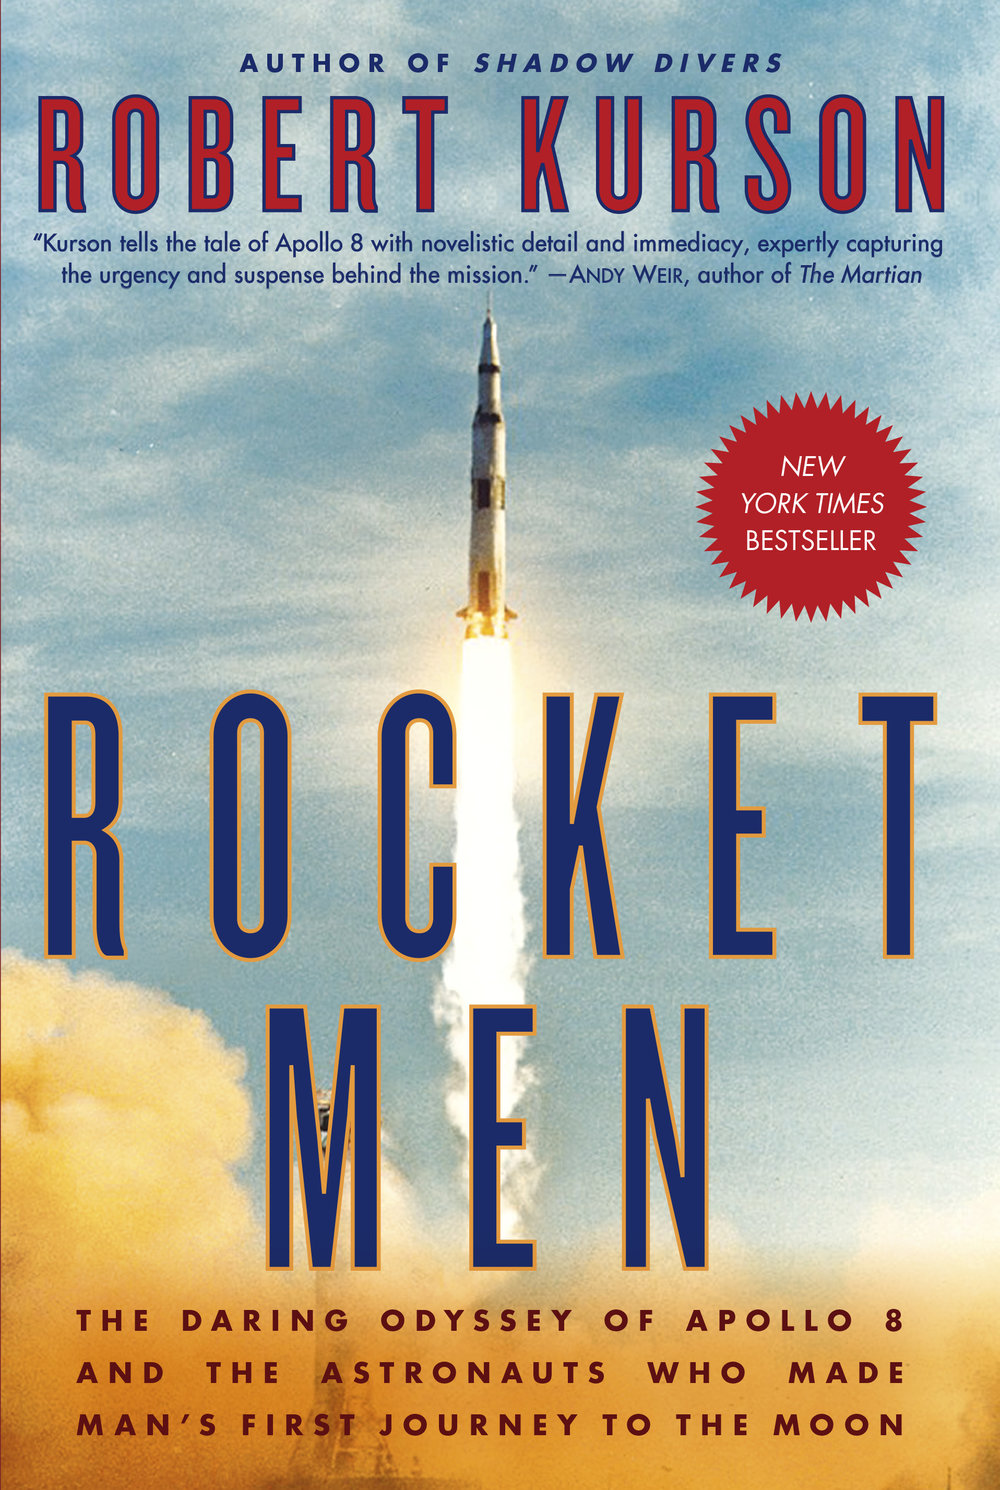 AUTHOR OF SHADOW DIVERS
ROBERT KURSON
“Kurson tells the tale of Apollo 8 with novelistic detail and immediacy, expertly capturing
the urgency and suspense behind the mission.” —ANDY WEIR, author of The Martian
NEW
YORK TIMES
BESTSELLER
ROCKET
MEN
THE DARING ODYSSEY OF APOLLO 8
AND THE ASTRONAUTS WHO MADE
MAN’S FIRST JOURNEY TO THE MOON